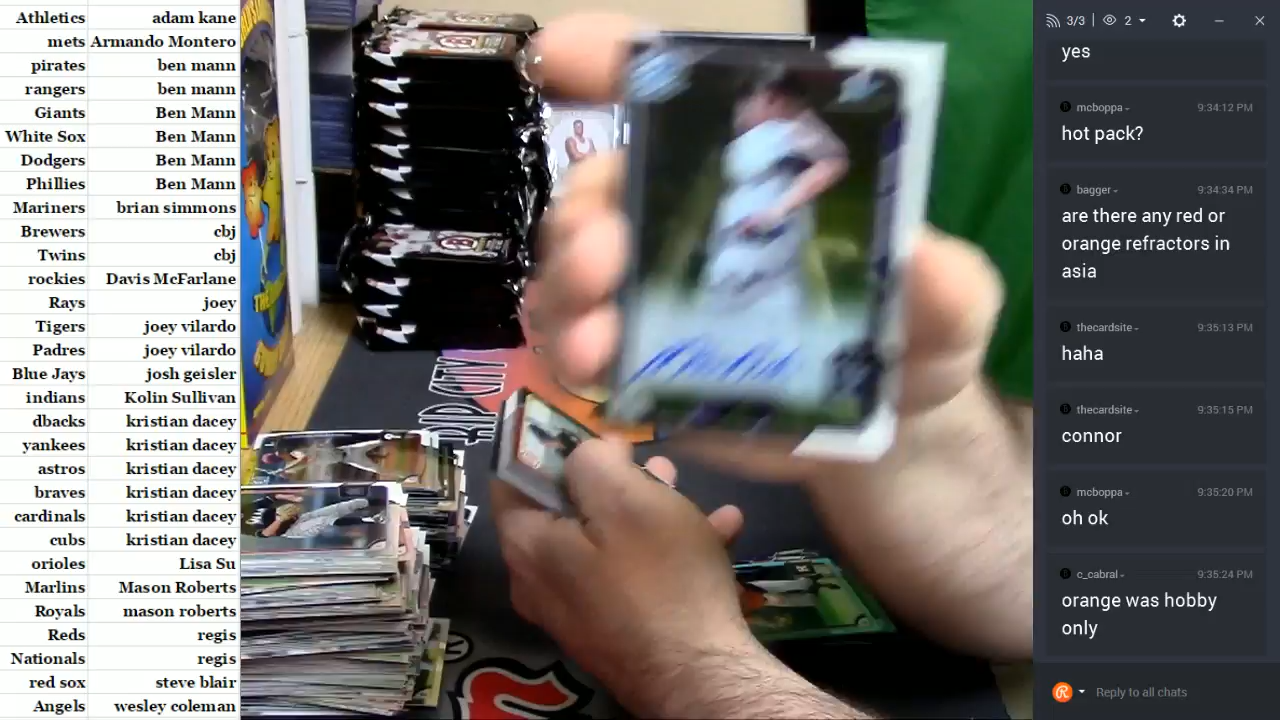 Athletics adam kane
mets Armando Montero
pirates ben mann
rangers ben mann
Giants Ben Mann
White Sox Ben Mann
Dodgers Ben Mann
Phillies Ben Mann
Mariners brian simmons
Brewers cbj
Twins cbj
rockies Davis McFarlane
Rays joey
Tigers joey vilardo
Padres joey vilardo
Blue Jays josh geisler
indians Kolin Sullivan
dbacks kristian dacey
yankees kristian dacey
astros kristian dacey
braves kristian dacey
cardinals kristian dacey
cubs kristian dacey
orioles Lisa Su
Marlins Mason Roberts
Royals mason roberts
Reds regis
Nationals regis
red sox steve blair
Angels wesley coleman
RIP CITY
3/3 2
yes
mcboppa 9:34:12 PM
hot pack?
bagger 9:34:34 PM
are there any red or
orange refractors in
asia
thecardsite 9:35:13 PM
haha
thecardsite 9:35:15 PM
connor
mcboppa 9:35:20 PM
oh ok
c_cabral 9:35:24 PM
orange was hobby
only
Reply to all chats